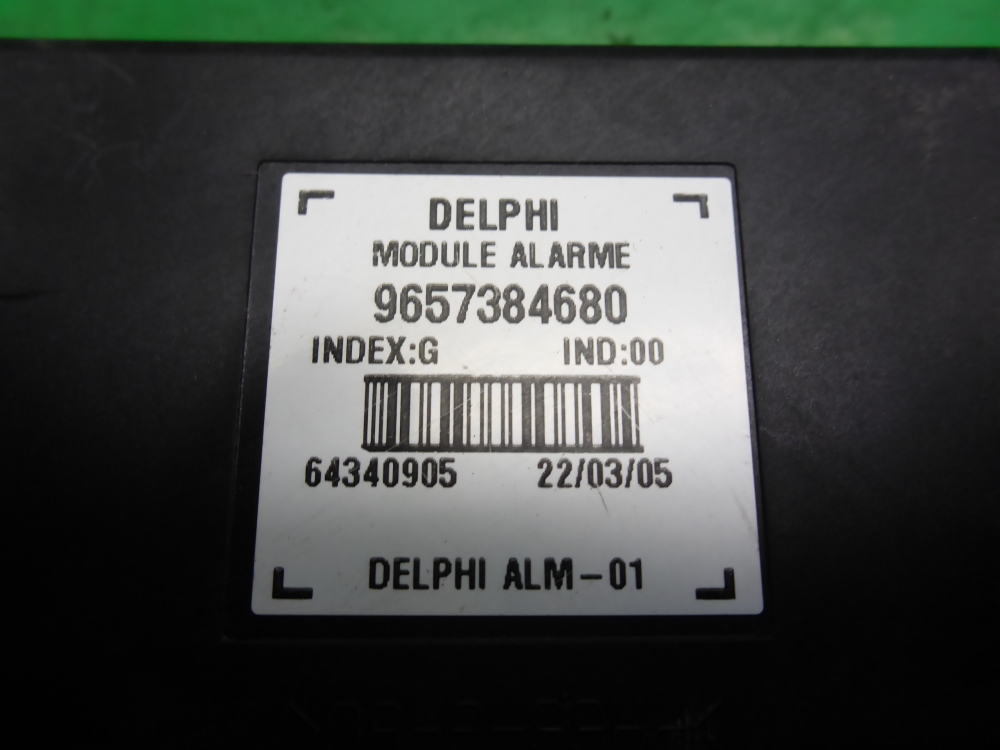 DELPHI
MODULE ALARME
9657384680
INDEX:G IND:00
64340905 22/03/05
DELPHI ALM-01